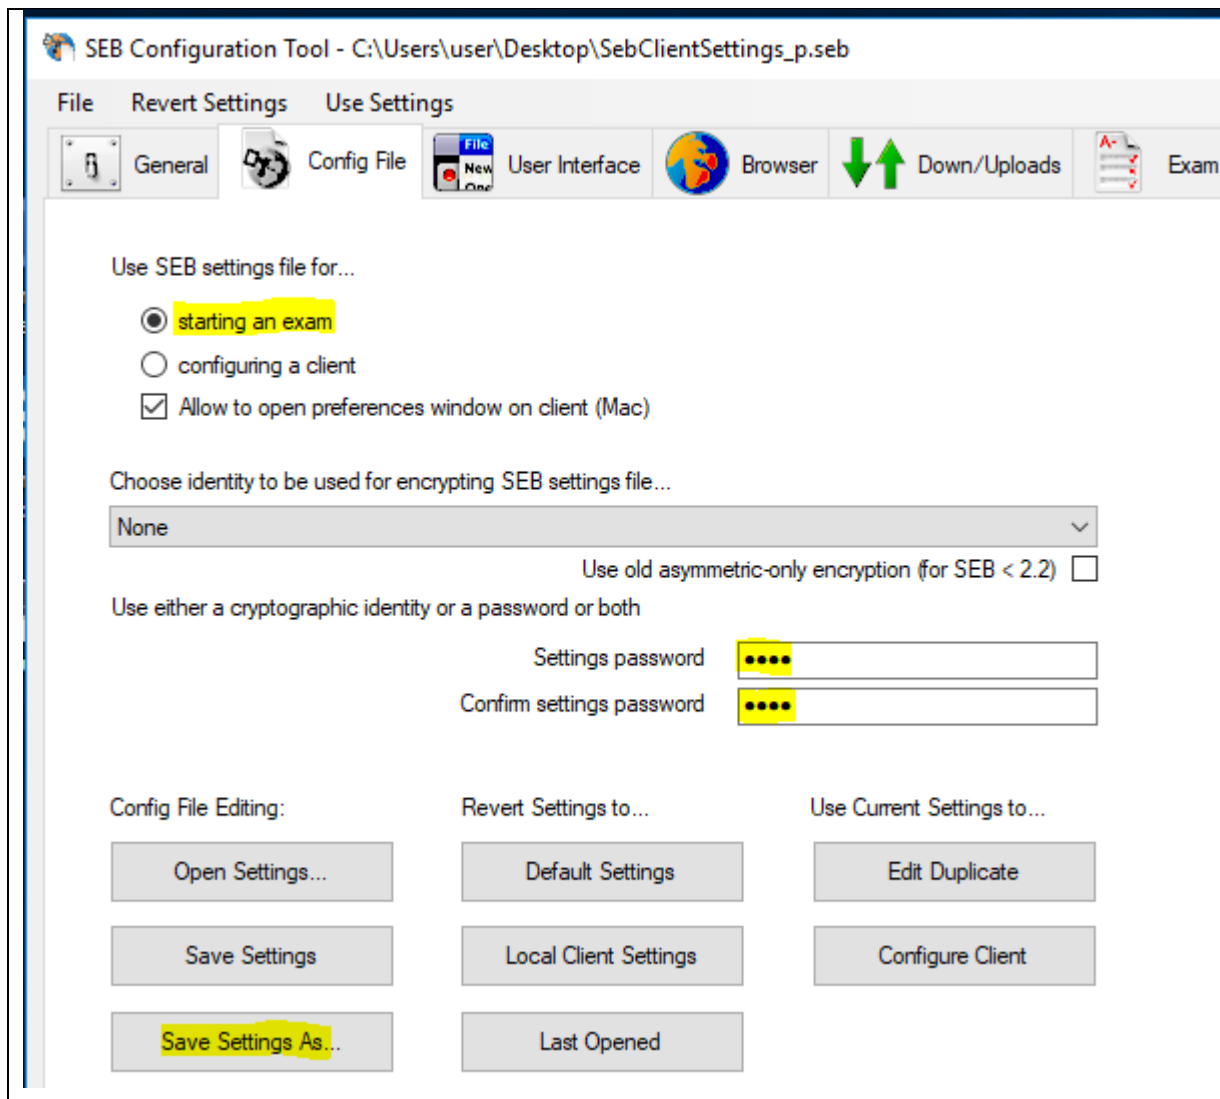 SEB Configuration Tool - C:\Users\user\Desktop\SebClientSettings_p.seb
File Revert Settings Use Settings
General Config File File New One User Interface Browser Down/Uploads A- Exam
Use SEB settings file for...
starting an exam
configuring a client
Allow to open preferences window on client (Mac)
Choose identity to be used for encrypting SEB settings file...
None
Use old asymmetric-only encryption (for SEB < 2.2)
Use either a cryptographic identity or a password or both
Settings password ••••
Confirm settings password ••••
Config File Editing: Revert Settings to... Use Current Settings to...
Open Settings... Default Settings Edit Duplicate
Save Settings Local Client Settings Configure Client
Save Settings As... Last Opened